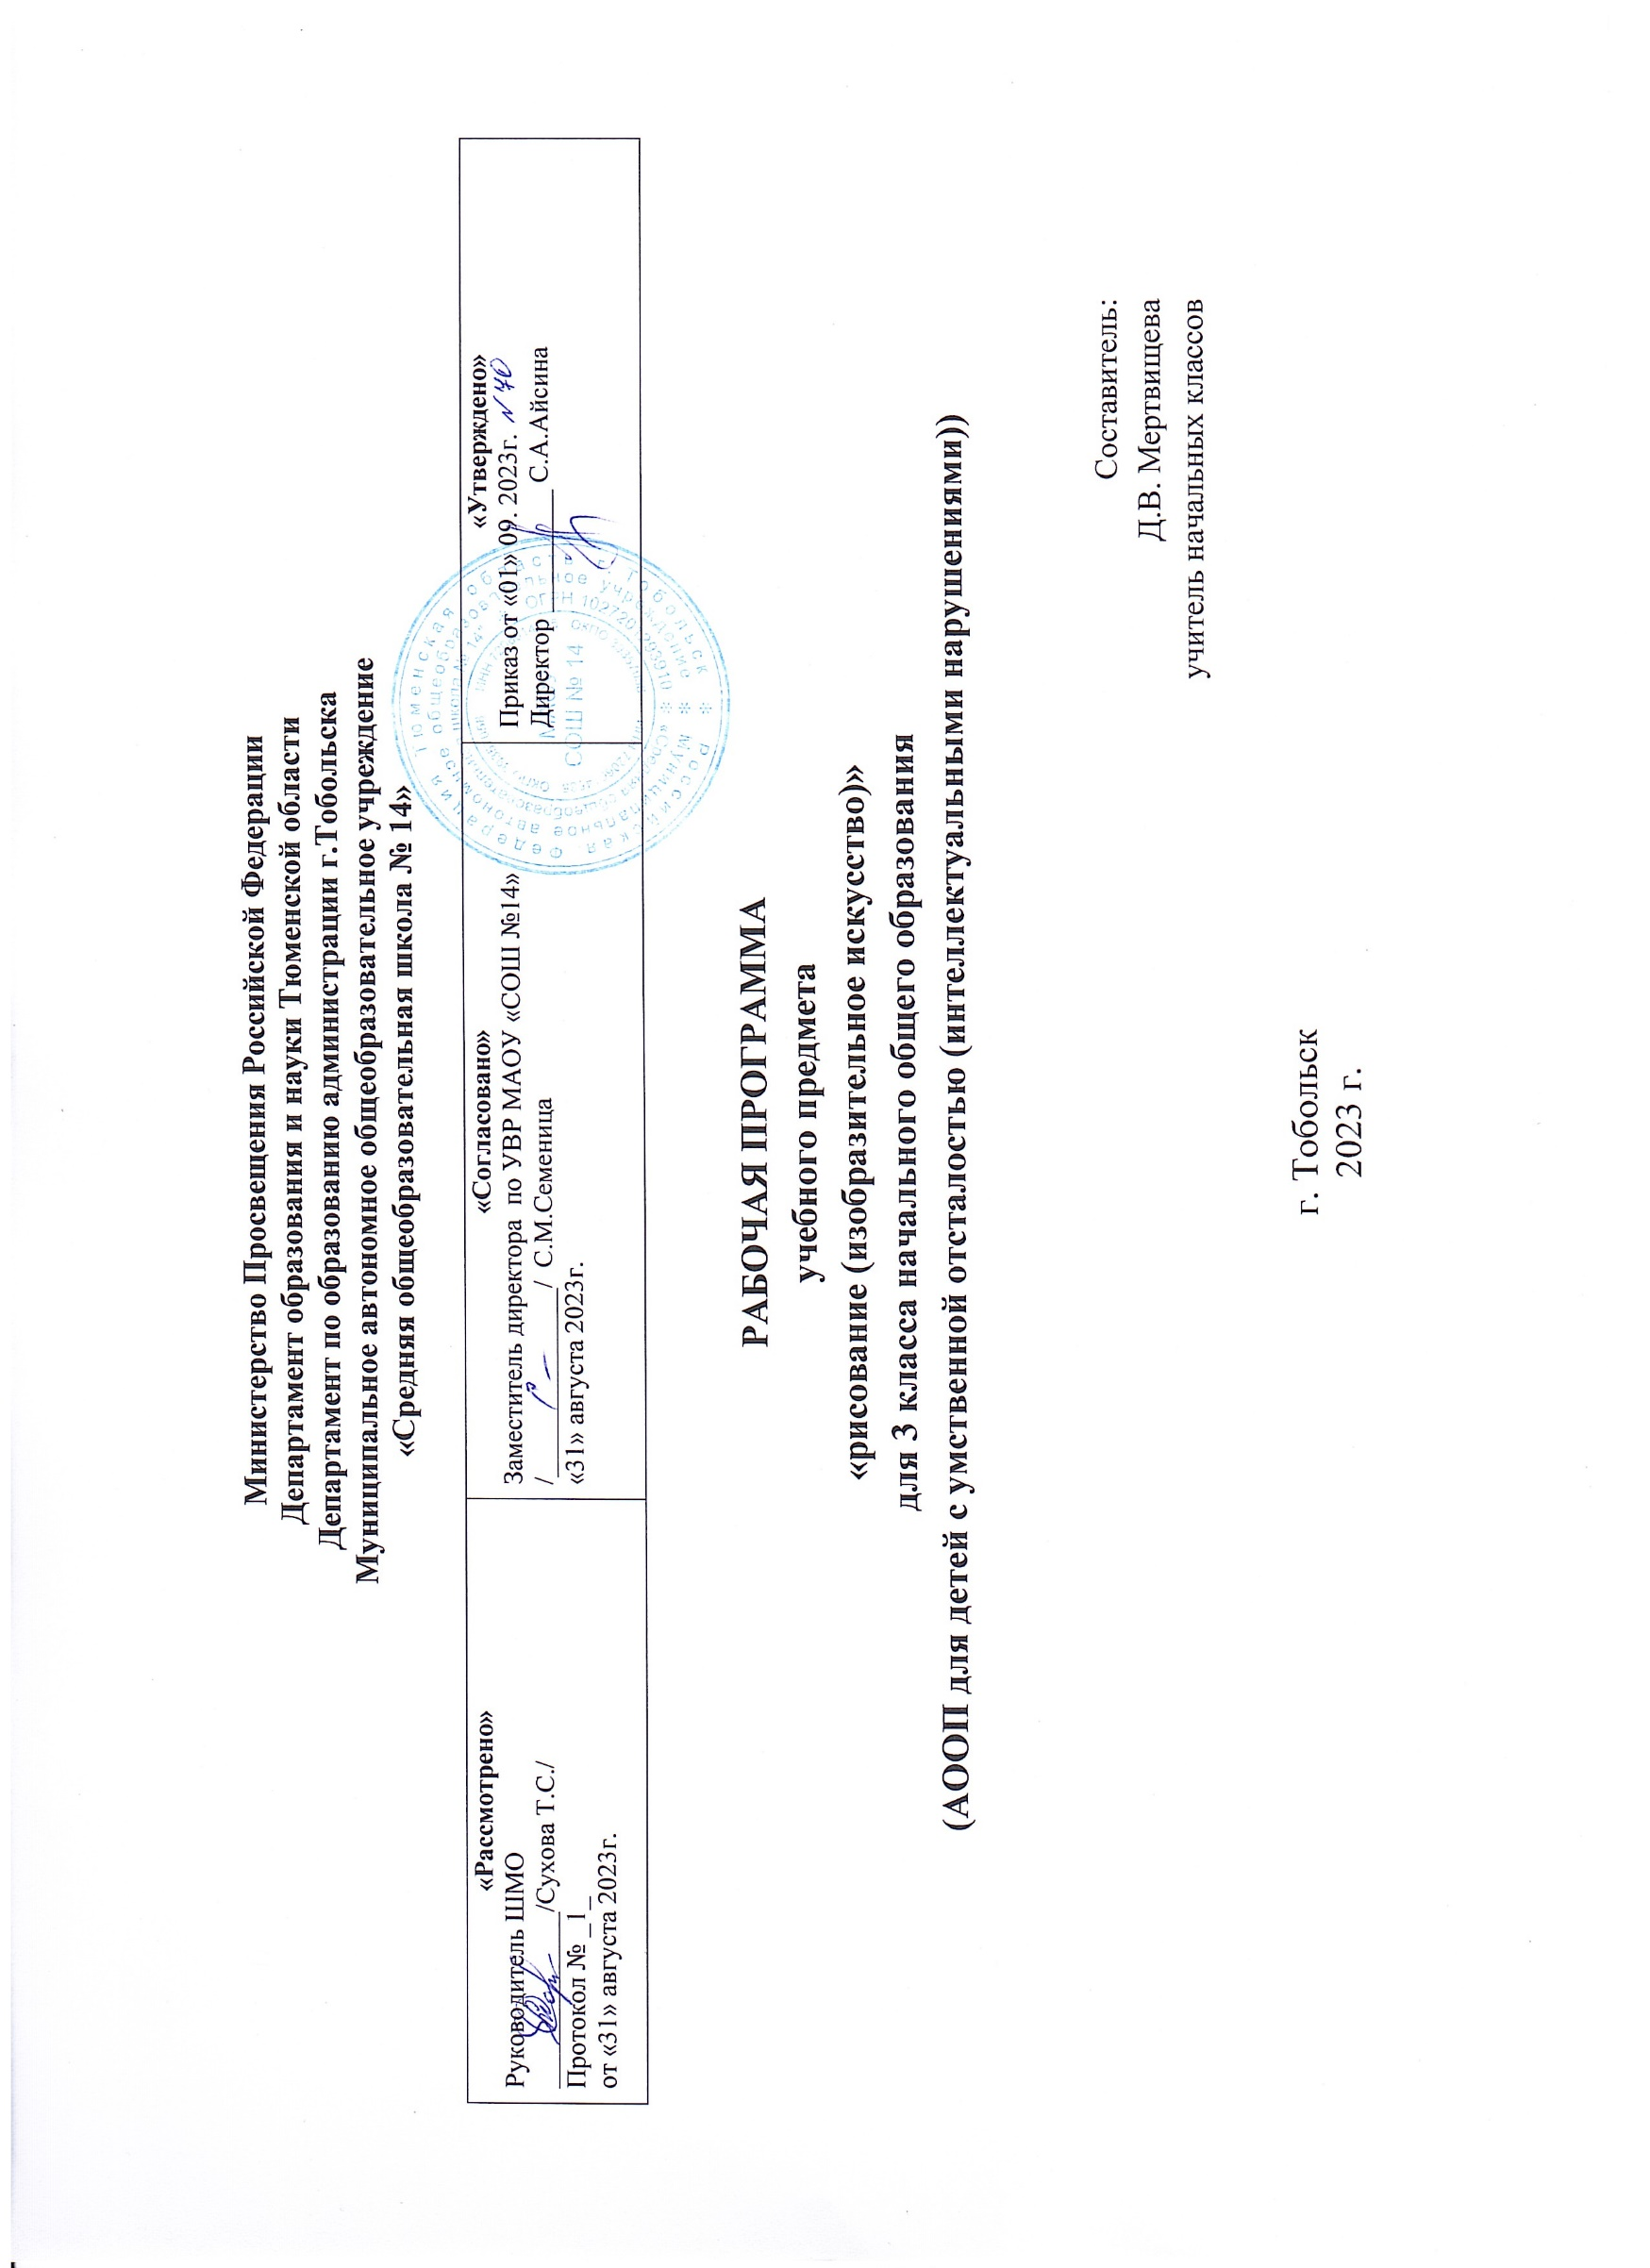 Министерство Просвещения Российской Федерации
Департамент образования и науки Тюменской области
Департамент по образованию администрации г.Тобольска
Муниципальное автономное общеобразовательное учреждение
«Средняя общеобразовательная школа № 14»
«Рассмотрено»
Руководитель ШМО
/Сухова Т.С./
Протокол № _1_
от «31» августа 2023г.
«Согласовано»
Заместитель директора по УВР МАОУ «СОШ №14»
/ / С.М.Семеница
«31» августа 2023г.
«Утверждено»
Приказ от «01» 09. 2023г. № 70
Директор С.А.Айсина
СОШ № 14
РАБОЧАЯ ПРОГРАММА
учебного предмета
«рисование (изобразительное искусство)»
для 3 класса начального общего образования
(АООП для детей с умственной отсталостью (интеллектуальными нарушениями))
Составитель:
Д.В. Мертвищева
учитель начальных классов
г. Тобольск
2023 г.